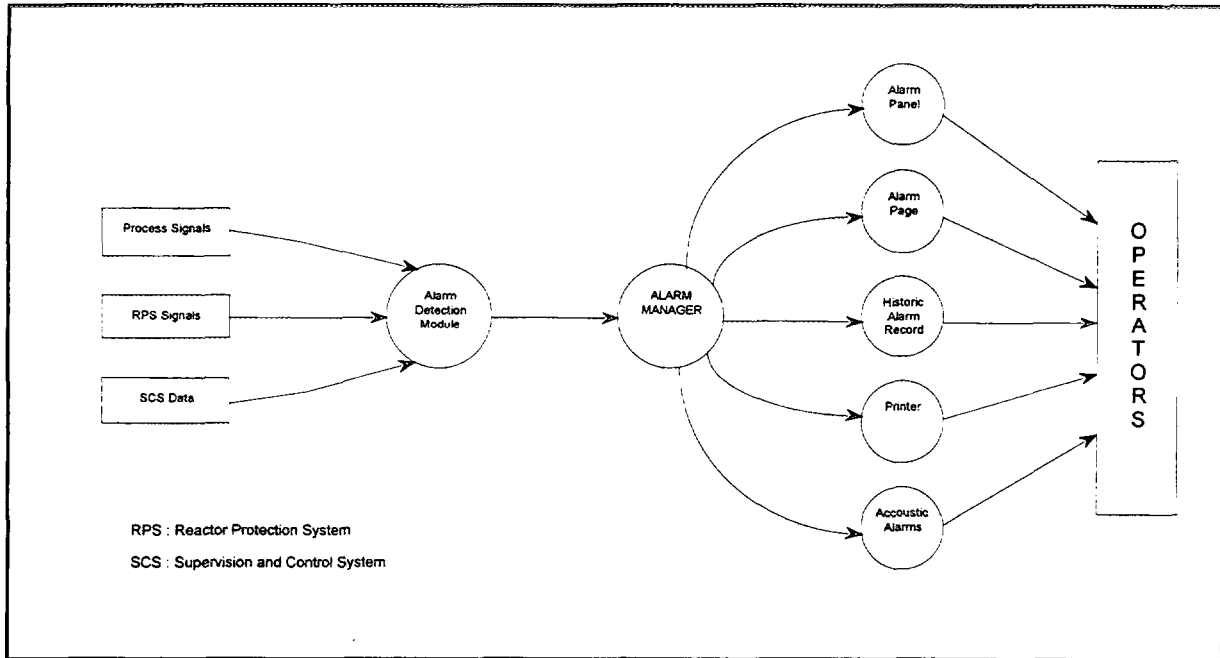 Process Signals
RPS Signals
SCS Data
Alarm
Detection
Module
ALARM
MANAGER
Alarm
Panel
Alarm
Page
Historic
Alarm
Record
Printer
Accoustic
Alarms
OPERATORS
RPS : Reactor Protection System
SCS : Supervision and Control System